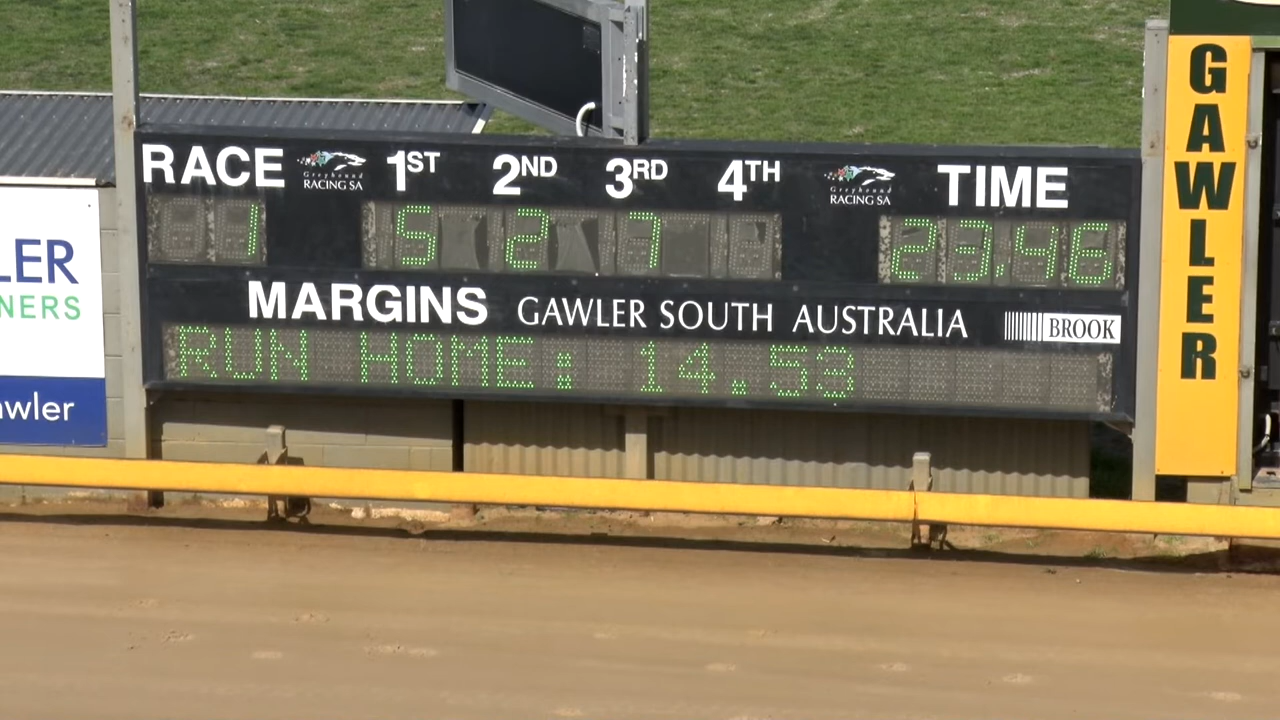 RACE
Greyhound
RACING SA
1ST 2ND 3RD 4TH
Greyhound
RACING SA
TIME
1 5 2 7 23.46
MARGINS GAWLER SOUTH AUSTRALIA BROOK
RUN HOME: 14.53
LER
NERS
awler
GAWLER